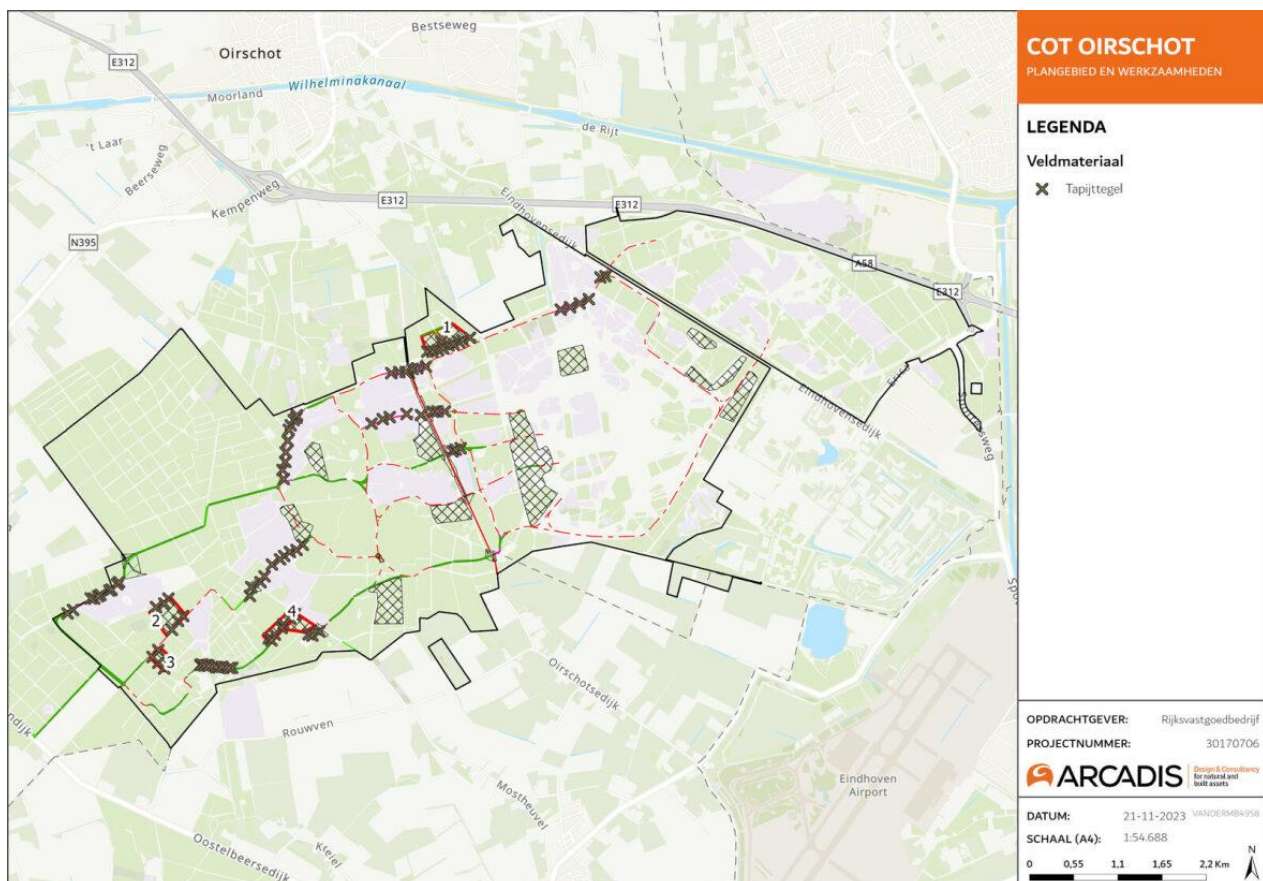 Bestseweg
E312
Oirschot
Moorland
Wilhelminakanaal
de Rijt
't Laar
Beerseweg
Kempenweg
E312
Eindhovensedijk
E312
N395
A58
E312
1
Eindhovensedijk
2
3
4
Oirschotsedijk
Rouwven
Mostheuvel
Eindhoven
Airport
Oostelbeersedijk
COT OIRSCHOT
PLANGEBIED EN WERKZAAMHEDEN
LEGENDA
Veldmateriaal
Tapijttegel
OPDRACHTGEVER: Rijksvastgoedbedrijf
PROJECTNUMMER: 30170706
ARCADIS
Design & Consultancy
for natural and
built assets
DATUM: 21-11-2023 VANDERMB4958
SCHAAL (A4): 1:54.688
N
0 0,55 1,1 1,65 2,2 Km